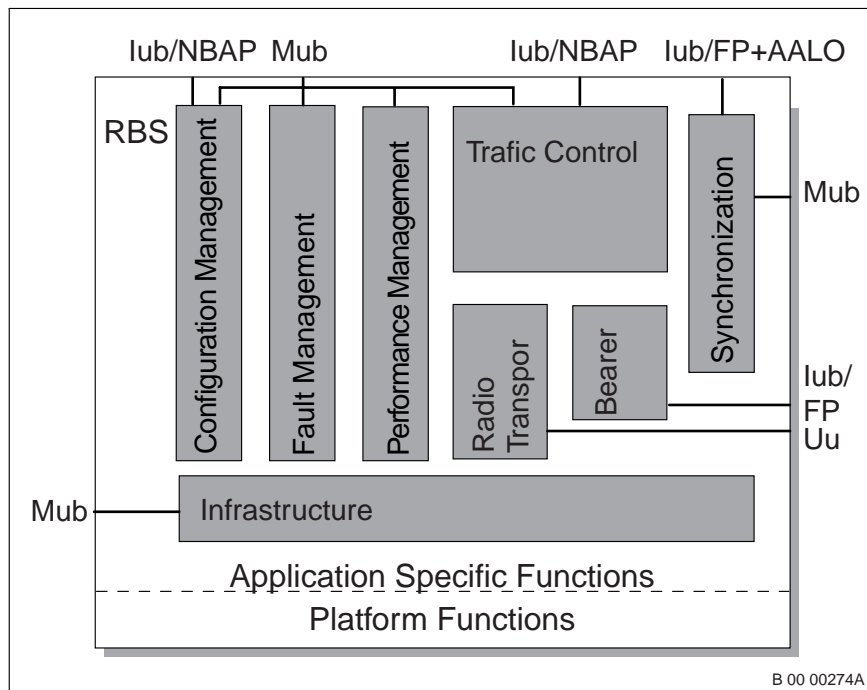 Iub/NBAP Mub Iub/NBAP Iub/FP+AALO
RBS
Configuration Management
Fault Management
Performance Management
Trafic Control
Synchronization
Mub
Radio
Transpor
Bearer
Iub/
FP
Uu
Mub
Infrastructure
Application Specific Functions
Platform Functions
B 00 00274A